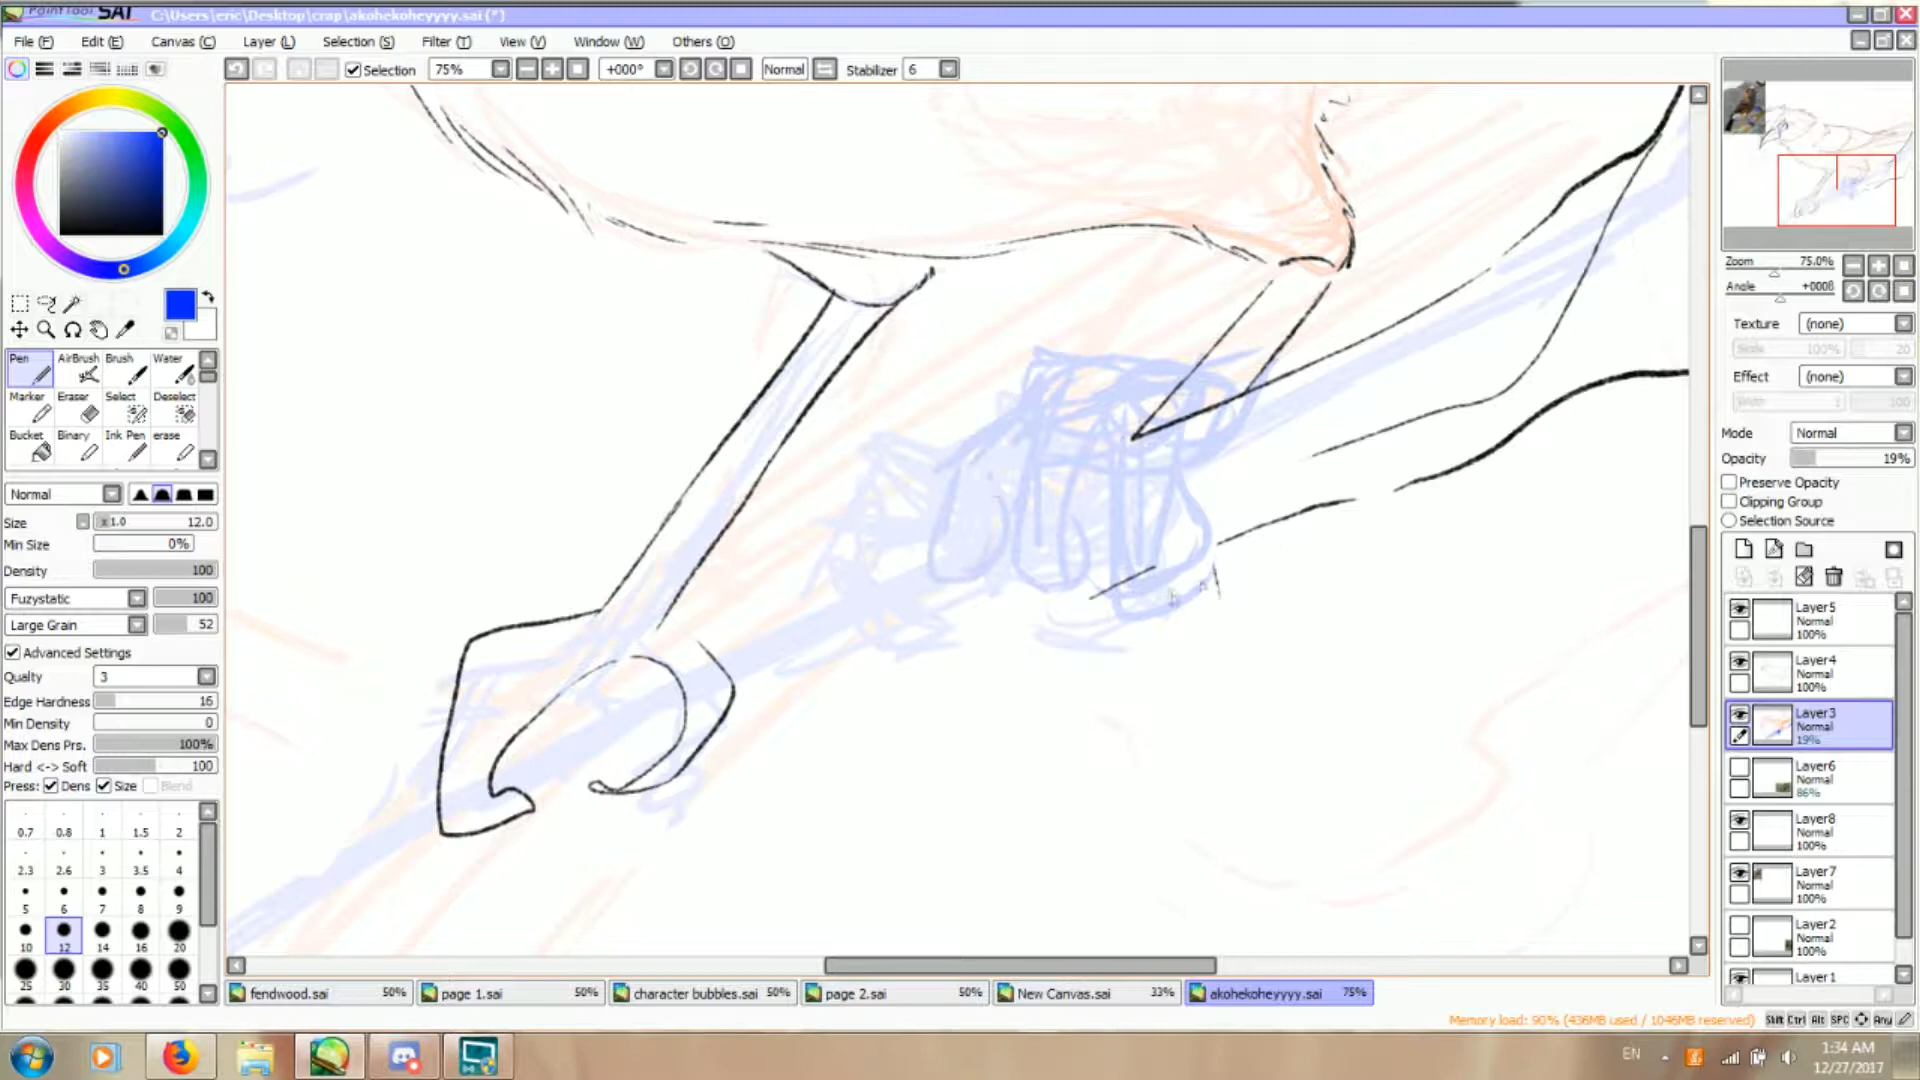 PaintTool SAI C:\Users\eric\Desktop\crap\akohekoheyyyy.sai (*)
File (F) Edit (E) Canvas (C) Layer (L) Selection (S) Filter (T) View (V) Window (W) Others (O)
Selection 75% +000° Normal Stabilizer 6
Zoom 75.0%
Angle +0008
Texture (none)
Scale 100% 20
Effect (none)
Width 1 100
Mode Normal
Opacity 19%
Preserve Opacity
Clipping Group
Selection Source
Pen AirBrush Brush Water
Marker Eraser Select Deselect
Bucket Binary Ink Pen erase
Normal
Size x1.0 12.0
Min Size 0%
Density 100
Fuzystatic 100
Large Grain 52
Advanced Settings
Qualty 3
Edge Hardness 16
Min Density 0
Max Dens Prs. 100%
Hard <-> Soft 100
Press: Dens Size Blend
0.7 0.8 1 1.5 2
2.3 2.6 3 3.5 4
5 6 7 8 9
10 12 14 16 20
25 30 35 40 50
Layer5
Normal
100%
Layer4
Normal
100%
Layer3
Normal
19%
Layer6
Normal
86%
Layer8
Normal
100%
Layer7
Normal
100%
Layer2
Normal
100%
Layer1
fendwood.sai 50% page 1.sai 50% character bubbles.sai 50% page 2.sai 50% New Canvas.sai 33% akohekoheyyyy.sai 75%
Memory load: 90% (436MB used / 1046MB reserved) Shift Ctrl Alt SPC Any
EN 1:34 AM
12/27/2017